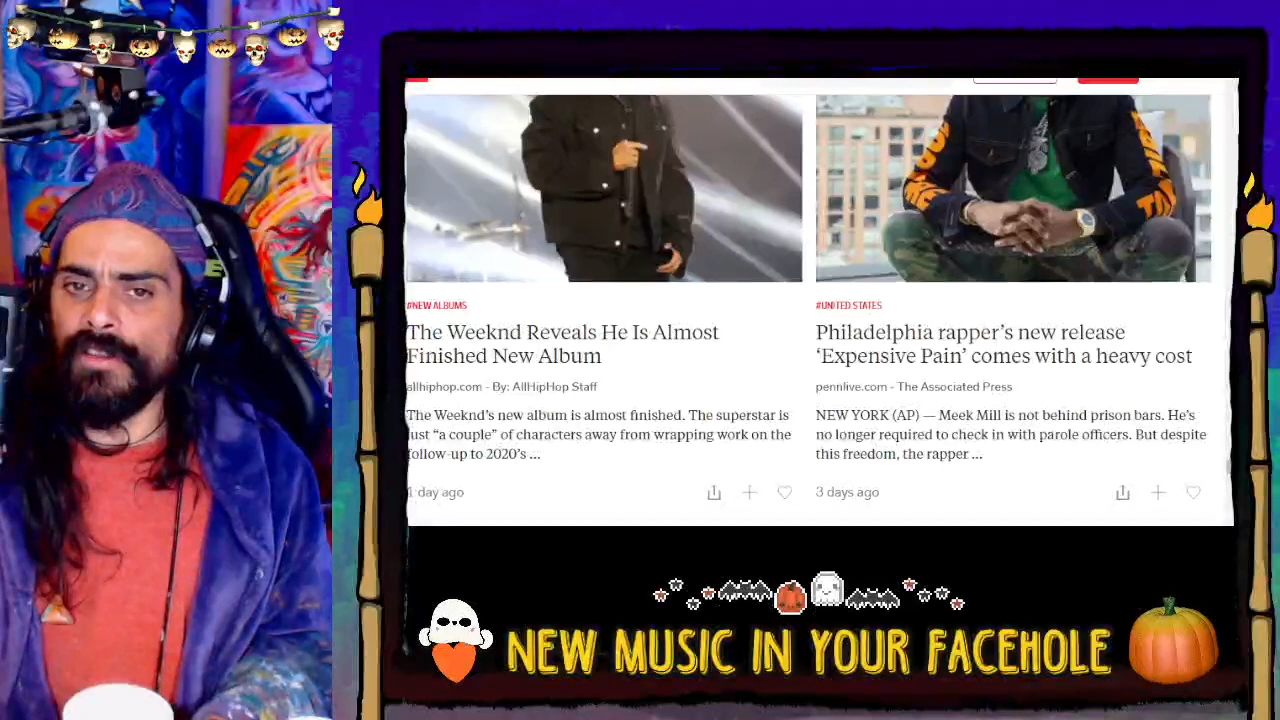 #NEW ALBUMS
The Weeknd Reveals He Is Almost
Finished New Album
allhiphop.com - By: AllHipHop Staff
The Weeknd's new album is almost finished. The superstar is
just “a couple” of characters away from wrapping work on the
follow-up to 2020's ...
1 day ago
#UNITED STATES
Philadelphia rapper's new release
‘Expensive Pain’ comes with a heavy cost
pennlive.com - The Associated Press
NEW YORK (AP) — Meek Mill is not behind prison bars. He's
no longer required to check in with parole officers. But despite
this freedom, the rapper ...
3 days ago
NEW MUSIC IN YOUR FACEHOLE